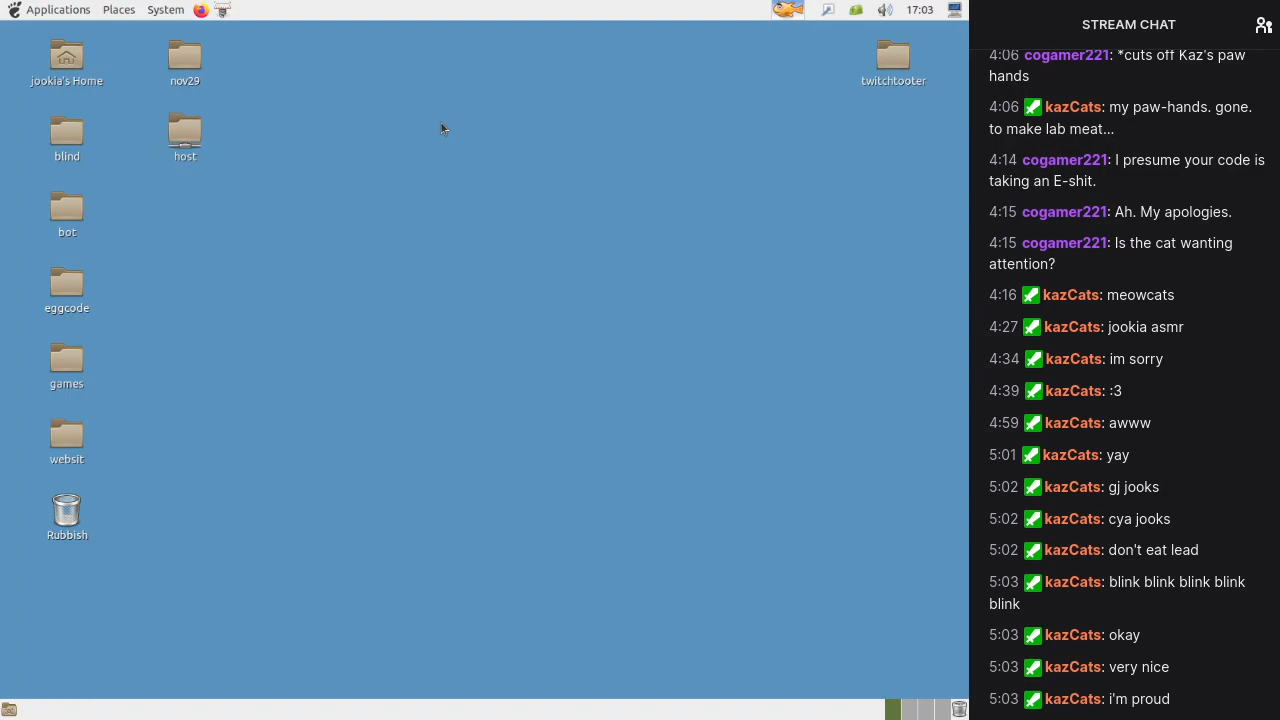 Applications Places System 17:03
jookia's Home
nov29
twitchtooter
blind
host
bot
eggcode
games
websit
Rubbish
STREAM CHAT
4:06 cogamer221: *cuts off Kaz's paw
hands
4:06 kazCats: my paw-hands. gone.
to make lab meat...
4:14 cogamer221: I presume your code is
taking an E-shit.
4:15 cogamer221: Ah. My apologies.
4:15 cogamer221: Is the cat wanting
attention?
4:16 kazCats: meowcats
4:27 kazCats: jookia asmr
4:34 kazCats: im sorry
4:39 kazCats: :3
4:59 kazCats: awww
5:01 kazCats: yay
5:02 kazCats: gj jooks
5:02 kazCats: cya jooks
5:02 kazCats: don't eat lead
5:03 kazCats: blink blink blink blink
blink
5:03 kazCats: okay
5:03 kazCats: very nice
5:03 kazCats: i'm proud